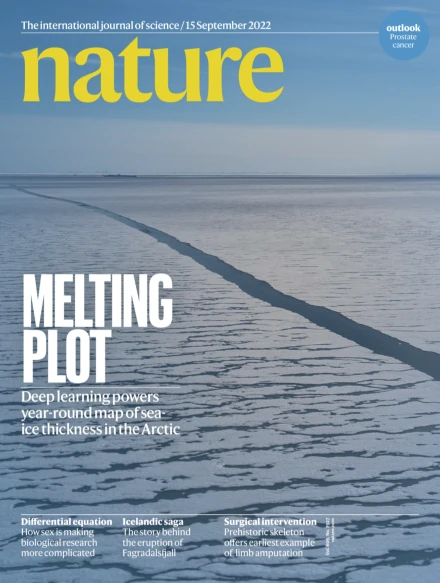 The international journal of science / 15 September 2022
outlook
Prostate
cancer
nature
MELTING
PLOT
Deep learning powers
year-round map of sea-
ice thickness in the Arctic
Differential equation
How sex is making
biological research
more complicated
Icelandic saga
The story behind
the eruption of
Fagradalsfjall
Surgical intervention
Prehistoric skeleton
offers earliest example
of limb amputation